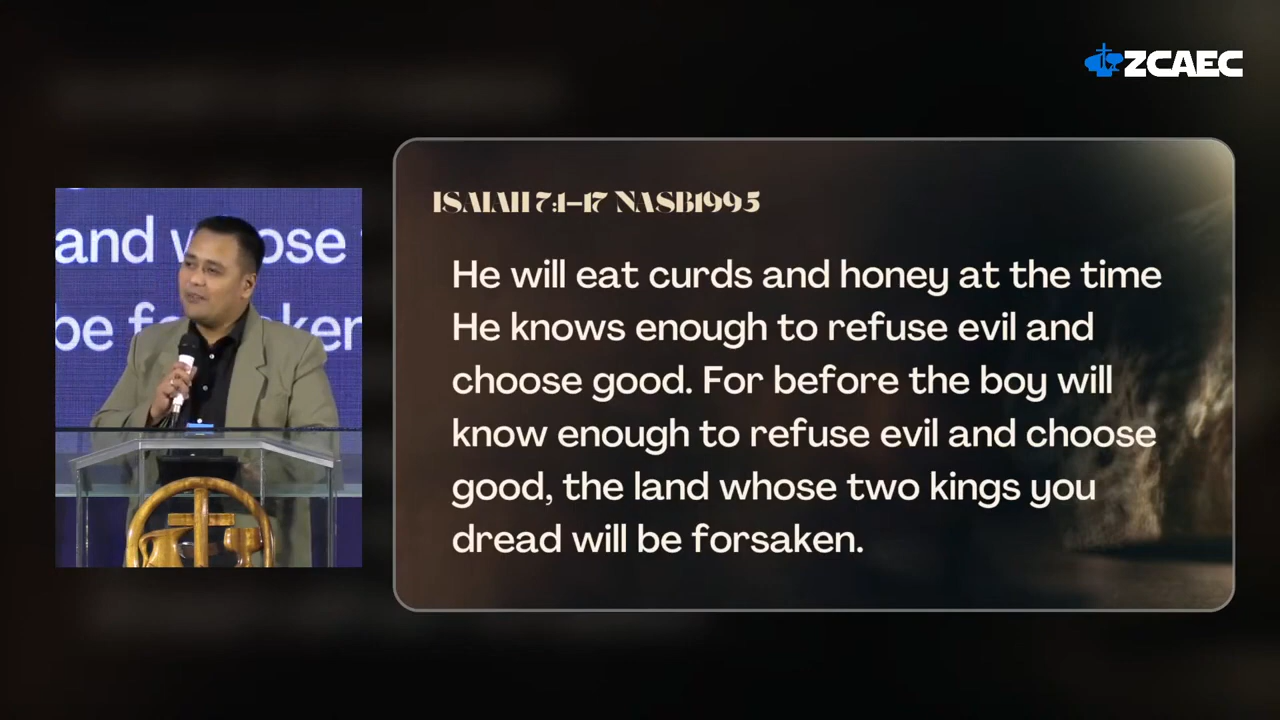 ZCAEC
ISAIAH 7:1–17 NASB1995
He will eat curds and honey at the time
He knows enough to refuse evil and
choose good. For before the boy will
know enough to refuse evil and choose
good, the land whose two kings you
dread will be forsaken.
and whose
be forsaken